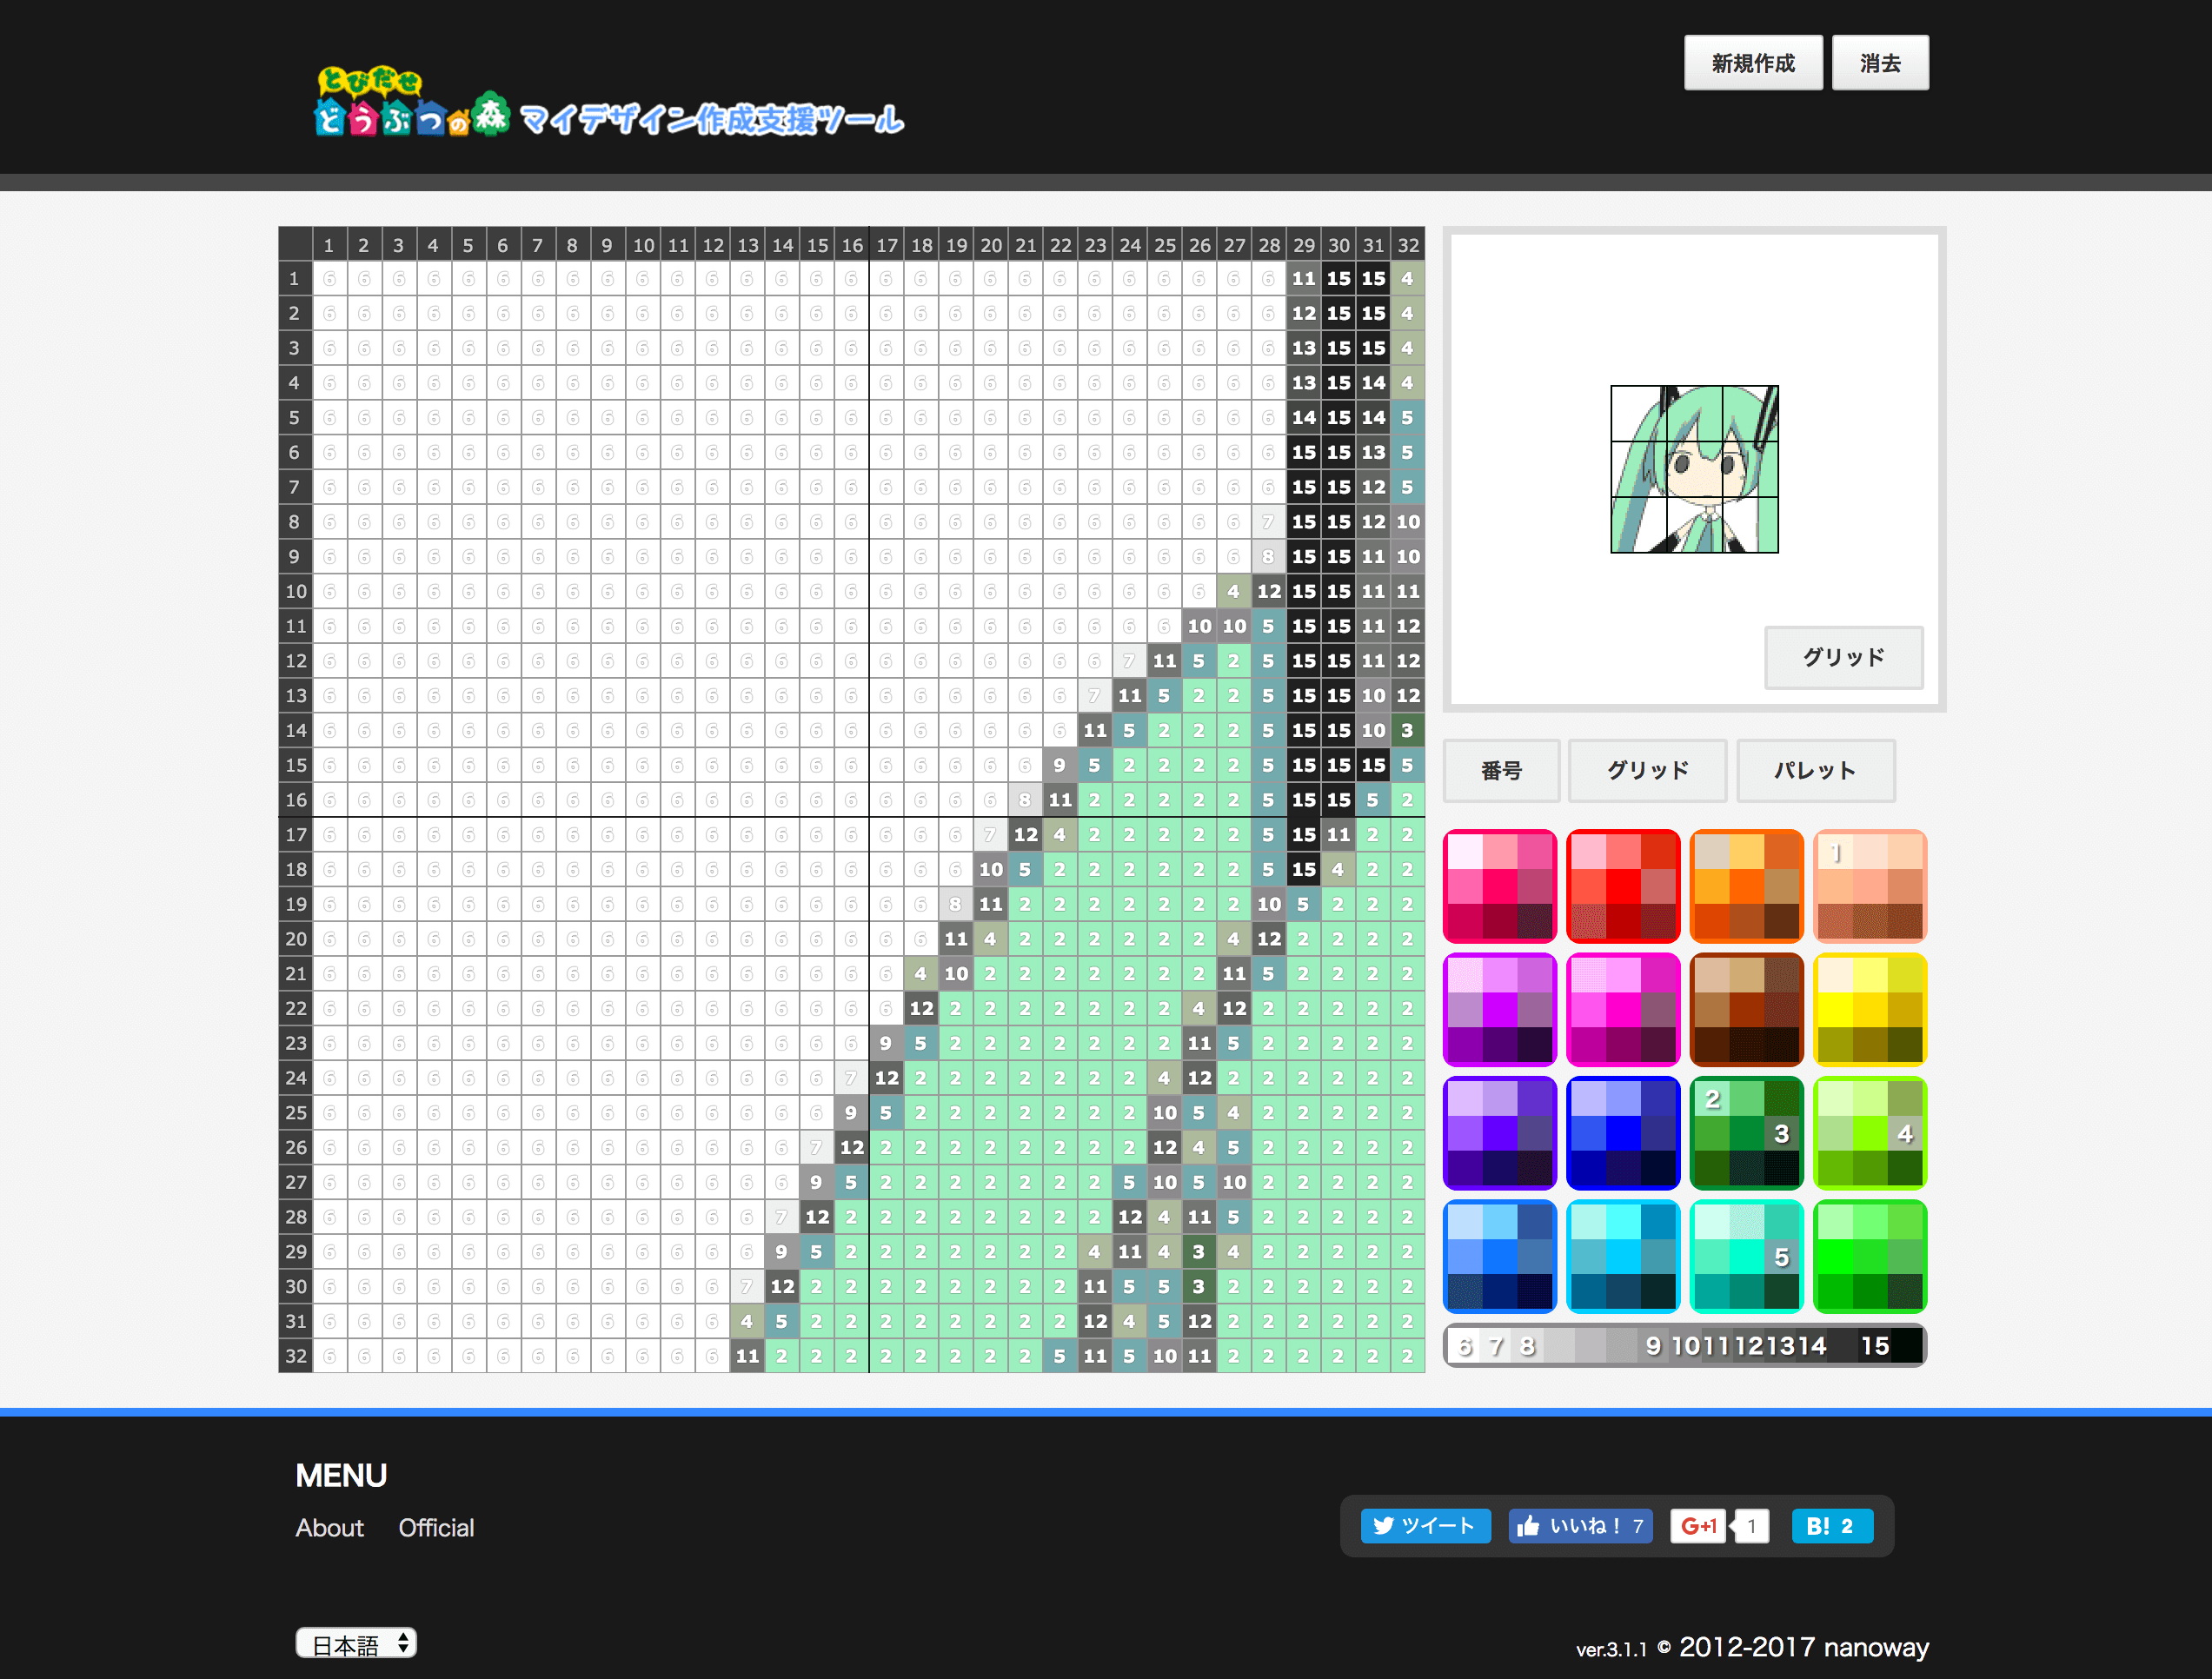 新規作成 消去
とびだせ
どうぶつの森 マイデザイン作成支援ツール
1 2 3 4 5 6 7 8 9 10 11 12 13 14 15 16 17 18 19 20 21 22 23 24 25 26 27 28 29 30 31 32
1 6 6 6 6 6 6 6 6 6 6 6 6 6 6 6 6 6 6 6 6 6 6 6 6 6 6 6 6 11 15 15 4
2 6 6 6 6 6 6 6 6 6 6 6 6 6 6 6 6 6 6 6 6 6 6 6 6 6 6 6 6 12 15 15 4
3 6 6 6 6 6 6 6 6 6 6 6 6 6 6 6 6 6 6 6 6 6 6 6 6 6 6 6 6 13 15 15 4
4 6 6 6 6 6 6 6 6 6 6 6 6 6 6 6 6 6 6 6 6 6 6 6 6 6 6 6 6 13 15 14 4
5 6 6 6 6 6 6 6 6 6 6 6 6 6 6 6 6 6 6 6 6 6 6 6 6 6 6 6 6 14 15 14 5
6 6 6 6 6 6 6 6 6 6 6 6 6 6 6 6 6 6 6 6 6 6 6 6 6 6 6 6 6 15 15 13 5
7 6 6 6 6 6 6 6 6 6 6 6 6 6 6 6 6 6 6 6 6 6 6 6 6 6 6 6 6 15 15 12 5
8 6 6 6 6 6 6 6 6 6 6 6 6 6 6 6 6 6 6 6 6 6 6 6 6 6 6 6 7 15 15 12 10
9 6 6 6 6 6 6 6 6 6 6 6 6 6 6 6 6 6 6 6 6 6 6 6 6 6 6 6 8 15 15 11 10
10 6 6 6 6 6 6 6 6 6 6 6 6 6 6 6 6 6 6 6 6 6 6 6 6 6 6 4 12 15 15 11 11
11 6 6 6 6 6 6 6 6 6 6 6 6 6 6 6 6 6 6 6 6 6 6 6 6 6 10 10 5 15 15 11 12
12 6 6 6 6 6 6 6 6 6 6 6 6 6 6 6 6 6 6 6 6 6 6 6 7 11 5 2 5 15 15 11 12
13 6 6 6 6 6 6 6 6 6 6 6 6 6 6 6 6 6 6 6 6 6 6 7 11 5 2 2 5 15 15 10 12
14 6 6 6 6 6 6 6 6 6 6 6 6 6 6 6 6 6 6 6 6 6 6 11 5 2 2 2 5 15 15 10 3
15 6 6 6 6 6 6 6 6 6 6 6 6 6 6 6 6 6 6 6 6 6 9 5 2 2 2 2 5 15 15 15 5
16 6 6 6 6 6 6 6 6 6 6 6 6 6 6 6 6 6 6 6 6 8 11 2 2 2 2 2 5 15 15 5 2
17 6 6 6 6 6 6 6 6 6 6 6 6 6 6 6 6 6 6 6 7 12 4 2 2 2 2 2 5 15 11 2 2
18 6 6 6 6 6 6 6 6 6 6 6 6 6 6 6 6 6 6 6 10 5 2 2 2 2 2 2 5 15 4 2 2
19 6 6 6 6 6 6 6 6 6 6 6 6 6 6 6 6 6 6 8 11 2 2 2 2 2 2 2 10 5 2 2 2
20 6 6 6 6 6 6 6 6 6 6 6 6 6 6 6 6 6 6 11 4 2 2 2 2 2 2 4 12 2 2 2 2
21 6 6 6 6 6 6 6 6 6 6 6 6 6 6 6 6 6 4 10 2 2 2 2 2 2 2 11 5 2 2 2 2
22 6 6 6 6 6 6 6 6 6 6 6 6 6 6 6 6 6 12 2 2 2 2 2 2 2 4 12 2 2 2 2 2
23 6 6 6 6 6 6 6 6 6 6 6 6 6 6 6 6 9 5 2 2 2 2 2 2 2 11 5 2 2 2 2 2
24 6 6 6 6 6 6 6 6 6 6 6 6 6 6 6 7 12 2 2 2 2 2 2 2 4 12 2 2 2 2 2 2
25 6 6 6 6 6 6 6 6 6 6 6 6 6 6 6 9 5 2 2 2 2 2 2 2 10 5 4 2 2 2 2 2
26 6 6 6 6 6 6 6 6 6 6 6 6 6 6 7 12 2 2 2 2 2 2 2 2 12 4 5 2 2 2 2 2
27 6 6 6 6 6 6 6 6 6 6 6 6 6 6 9 5 2 2 2 2 2 2 2 5 10 5 10 2 2 2 2 2
28 6 6 6 6 6 6 6 6 6 6 6 6 6 7 12 2 2 2 2 2 2 2 2 12 4 11 5 2 2 2 2 2
29 6 6 6 6 6 6 6 6 6 6 6 6 6 9 5 2 2 2 2 2 2 2 4 11 4 3 4 2 2 2 2 2
30 6 6 6 6 6 6 6 6 6 6 6 6 7 12 2 2 2 2 2 2 2 2 11 5 5 3 2 2 2 2 2 2
31 6 6 6 6 6 6 6 6 6 6 6 6 4 5 2 2 2 2 2 2 2 2 12 4 5 12 2 2 2 2 2 2
32 6 6 6 6 6 6 6 6 6 6 6 6 11 2 2 2 2 2 2 2 2 5 11 5 10 11 2 2 2 2 2 2
グリッド
番号 グリッド パレット
1
2
3 4
5
6 7 8 9 10 11 12 13 14 15
MENU
About Official
ツイート いいね！ 7 G+1 1 B! 2
日本語
ver.3.1.1 © 2012-2017 nanoway